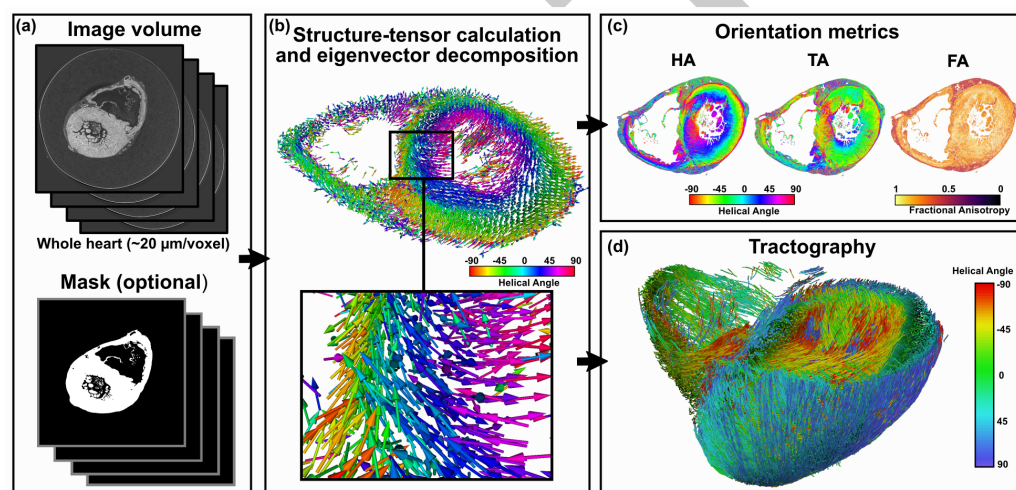 (a)
Image volume
Whole heart (~20 μm/voxel)
Mask (optional)
(b)
Structure-tensor calculation
and eigenvector decomposition
-90 -45 0 45 90
Helical Angle
(c)
Orientation metrics
HA TA FA
-90 -45 0 45 90
Helical Angle
1 0.5 0
Fractional Anisotropy
(d)
Tractography
Helical Angle
-90
-45
0
45
90